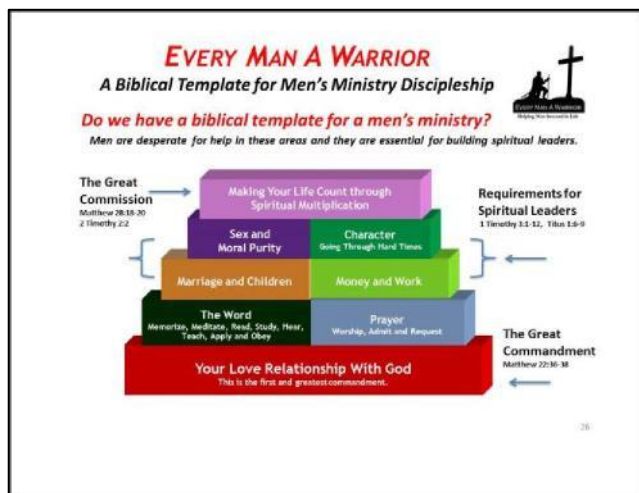 EVERY MAN A WARRIOR
A Biblical Template for Men's Ministry Discipleship
EVERY MAN A WARRIOR
Helping Men Succeed in Life
Do we have a biblical template for a men's ministry?
Men are desperate for help in these areas and they are essential for building spiritual leaders.
The Great
Commission
Matthew 28:18-20
2 Timothy 2:2
Making Your Life Count through
Spiritual Multiplication
Requirements for
Spiritual Leaders
1 Timothy 3:1-12, Titus 1:6-9
Sex and
Moral Purity
Character
Going Through Hard Times
Marriage and Children
Money and Work
The Word
Memorize, Meditate, Read, Study, Hear,
Teach, Apply and Obey
Prayer
Worship, Admit and Request
The Great
Commandment
Matthew 22:36-38
Your Love Relationship With God
This is the first and greatest commandment.
26